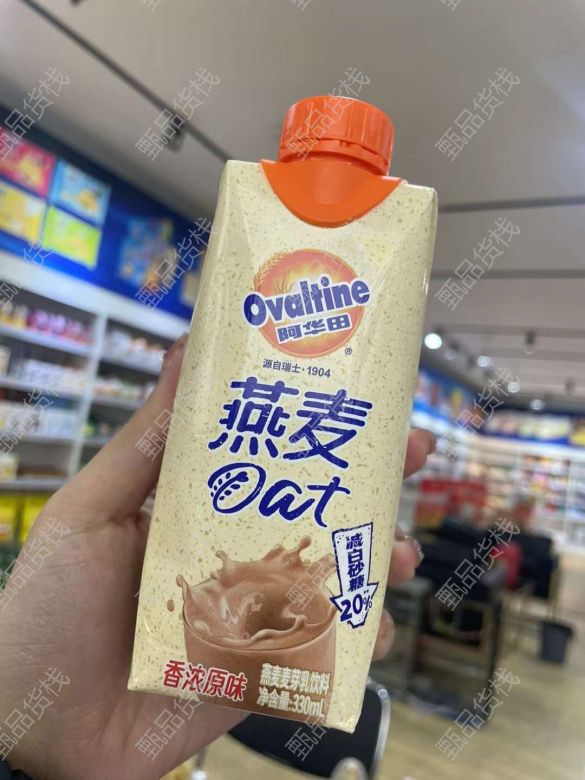 Ovaltine
阿华田
®
源自瑞士·1904
燕麦
Oat
减白砂糖
20%
香浓原味
燕麦麦芽乳饮料
净含量:330mL
甄品货栈